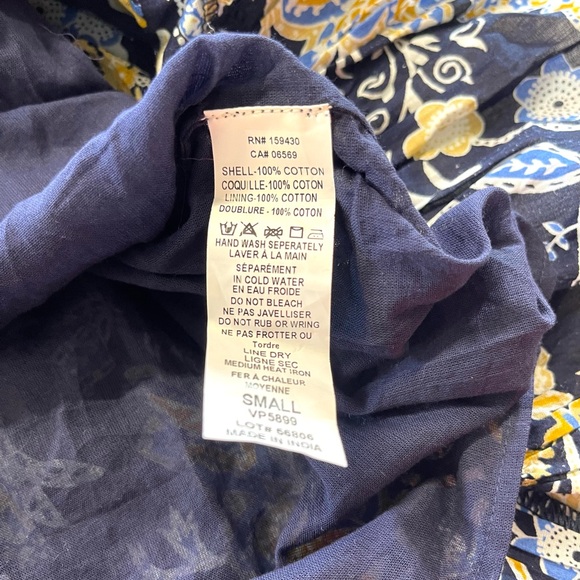 RN# 159430
CA# 06569
SHELL-100% COTTON
COQUILLE-100% COTON
LINING-100% COTTON
DOUBLURE - 100% COTON
HAND WASH SEPERATELY
LAVER À LA MAIN
SÉPARÉMENT
IN COLD WATER
EN EAU FROIDE
DO NOT BLEACH
NE PAS JAVELLISER
DO NOT RUB OR WRING
NE PAS FROTTER OU
Tordre
LINE DRY
LIGNE SEC
MEDIUM HEAT IRON
FER À CHALEUR
MOYENNE
SMALL
VP5899
LOT# 66806
MADE IN INDIA